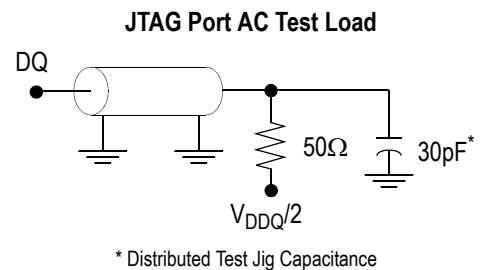 JTAG Port AC Test Load
DQ
50Ω
30pF*
VDDQ/2
* Distributed Test Jig Capacitance